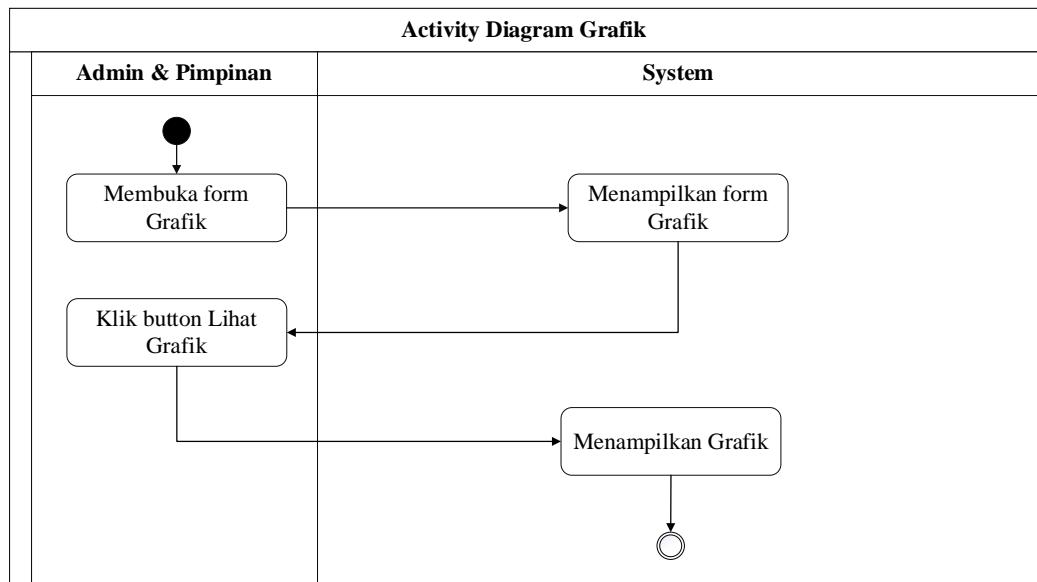 Activity Diagram Grafik
Admin & Pimpinan
System
Membuka form
Grafik
Menampilkan form
Grafik
Klik button Lihat
Grafik
Menampilkan Grafik